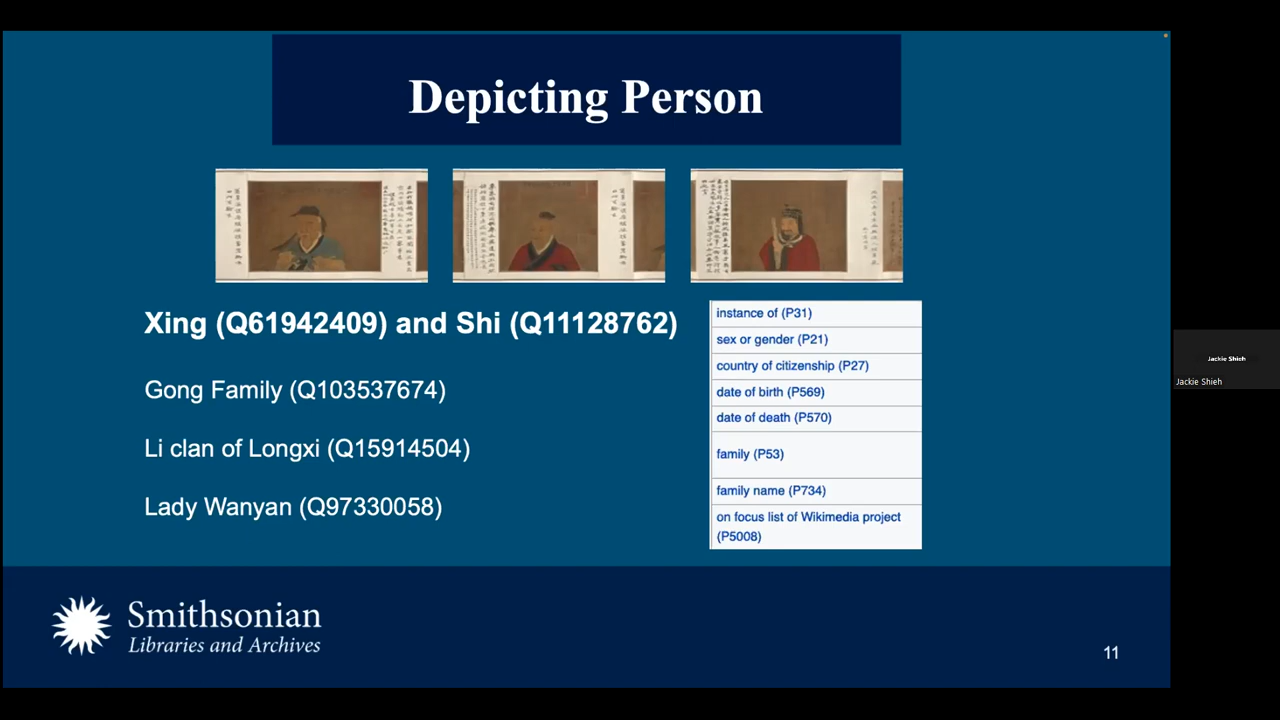 Depicting Person
Xing (Q61942409) and Shi (Q11128762)
Gong Family (Q103537674)
Li clan of Longxi (Q15914504)
Lady Wanyan (Q97330058)
instance of (P31)
sex or gender (P21)
country of citizenship (P27)
date of birth (P569)
date of death (P570)
family (P53)
family name (P734)
on focus list of Wikimedia project
(P5008)
Jackie Shieh
Jackie Shieh
Smithsonian
Libraries and Archives
11